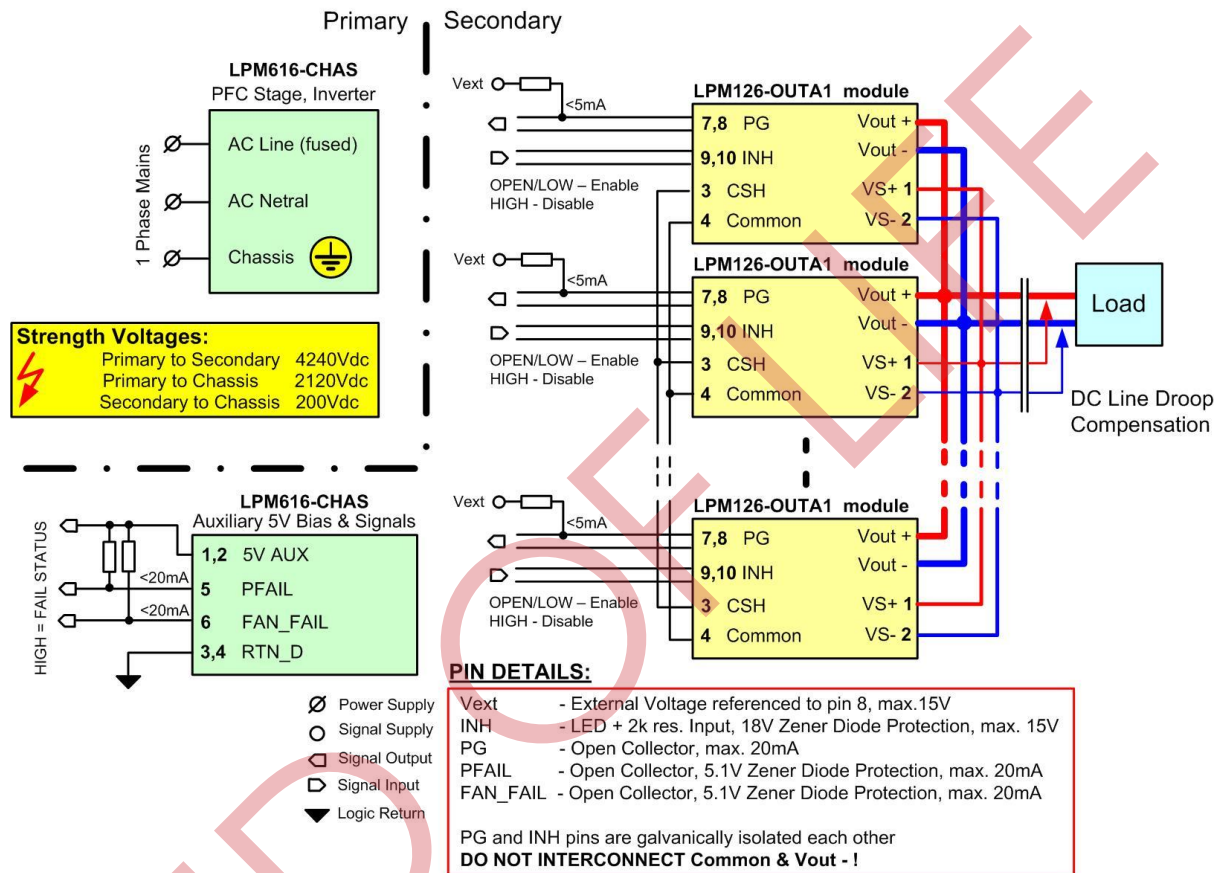 Primary
Secondary
LPM616-CHAS
PFC Stage, Inverter
1 Phase Mains
AC Line (fused)
AC Netral
Chassis
Strength Voltages:
Primary to Secondary 4240Vdc
Primary to Chassis 2120Vdc
Secondary to Chassis 200Vdc
LPM616-CHAS
Auxiliary 5V Bias & Signals
HIGH = FAIL STATUS
<20mA
<20mA
1,2 5V AUX
5 PFAIL
6 FAN_FAIL
3,4 RTN_D
Vext
<5mA
OPEN/LOW – Enable
HIGH - Disable
LPM126-OUTA1 module
7,8 PG Vout +
Vout -
9,10 INH
3 CSH VS+ 1
4 Common VS- 2
Vext
<5mA
OPEN/LOW – Enable
HIGH - Disable
LPM126-OUTA1 module
7,8 PG Vout +
9,10 INH Vout -
3 CSH VS+ 1
4 Common VS- 2
Load
DC Line Droop
Compensation
Vext
<5mA
OPEN/LOW – Enable
HIGH - Disable
LPM126-OUTA1 module
7,8 PG Vout +
Vout -
9,10 INH
3 CSH VS+ 1
4 Common VS- 2
Power Supply
Signal Supply
Signal Output
Signal Input
Logic Return
PIN DETAILS:
Vext - External Voltage referenced to pin 8, max.15V
INH - LED + 2k res. Input, 18V Zener Diode Protection, max. 15V
PG - Open Collector, max. 20mA
PFAIL - Open Collector, 5.1V Zener Diode Protection, max. 20mA
FAN_FAIL - Open Collector, 5.1V Zener Diode Protection, max. 20mA
PG and INH pins are galvanically isolated each other
DO NOT INTERCONNECT Common & Vout - !
D OF LIFE